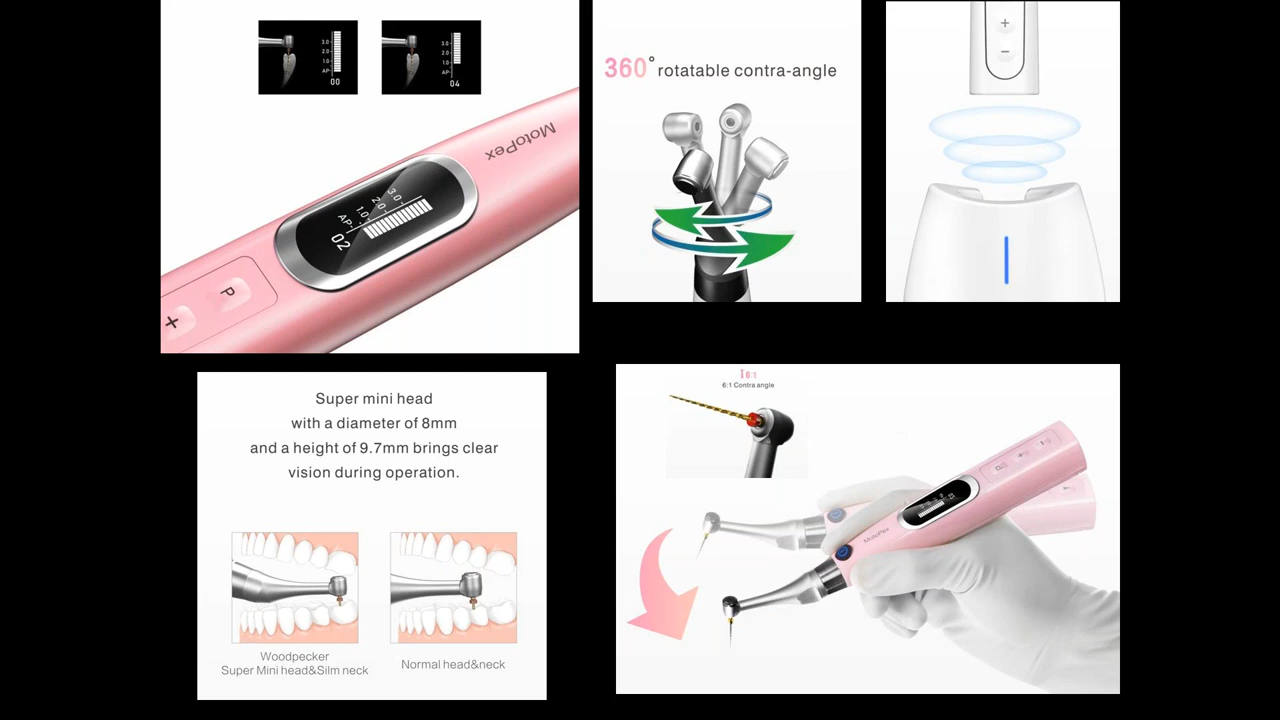 3.0
2.0
1.0
AP-
00
3.0
2.0
1.0
AP-
04
MotoPex
3.0
2.0
1.0
AP-
02
P
+
360° rotatable contra-angle
+
−
Super mini head
with a diameter of 8mm
and a height of 9.7mm brings clear
vision during operation.
Woodpecker
Super Mini head&Silm neck
Normal head&neck
I 6:1
6:1 Contra angle
MotoPex